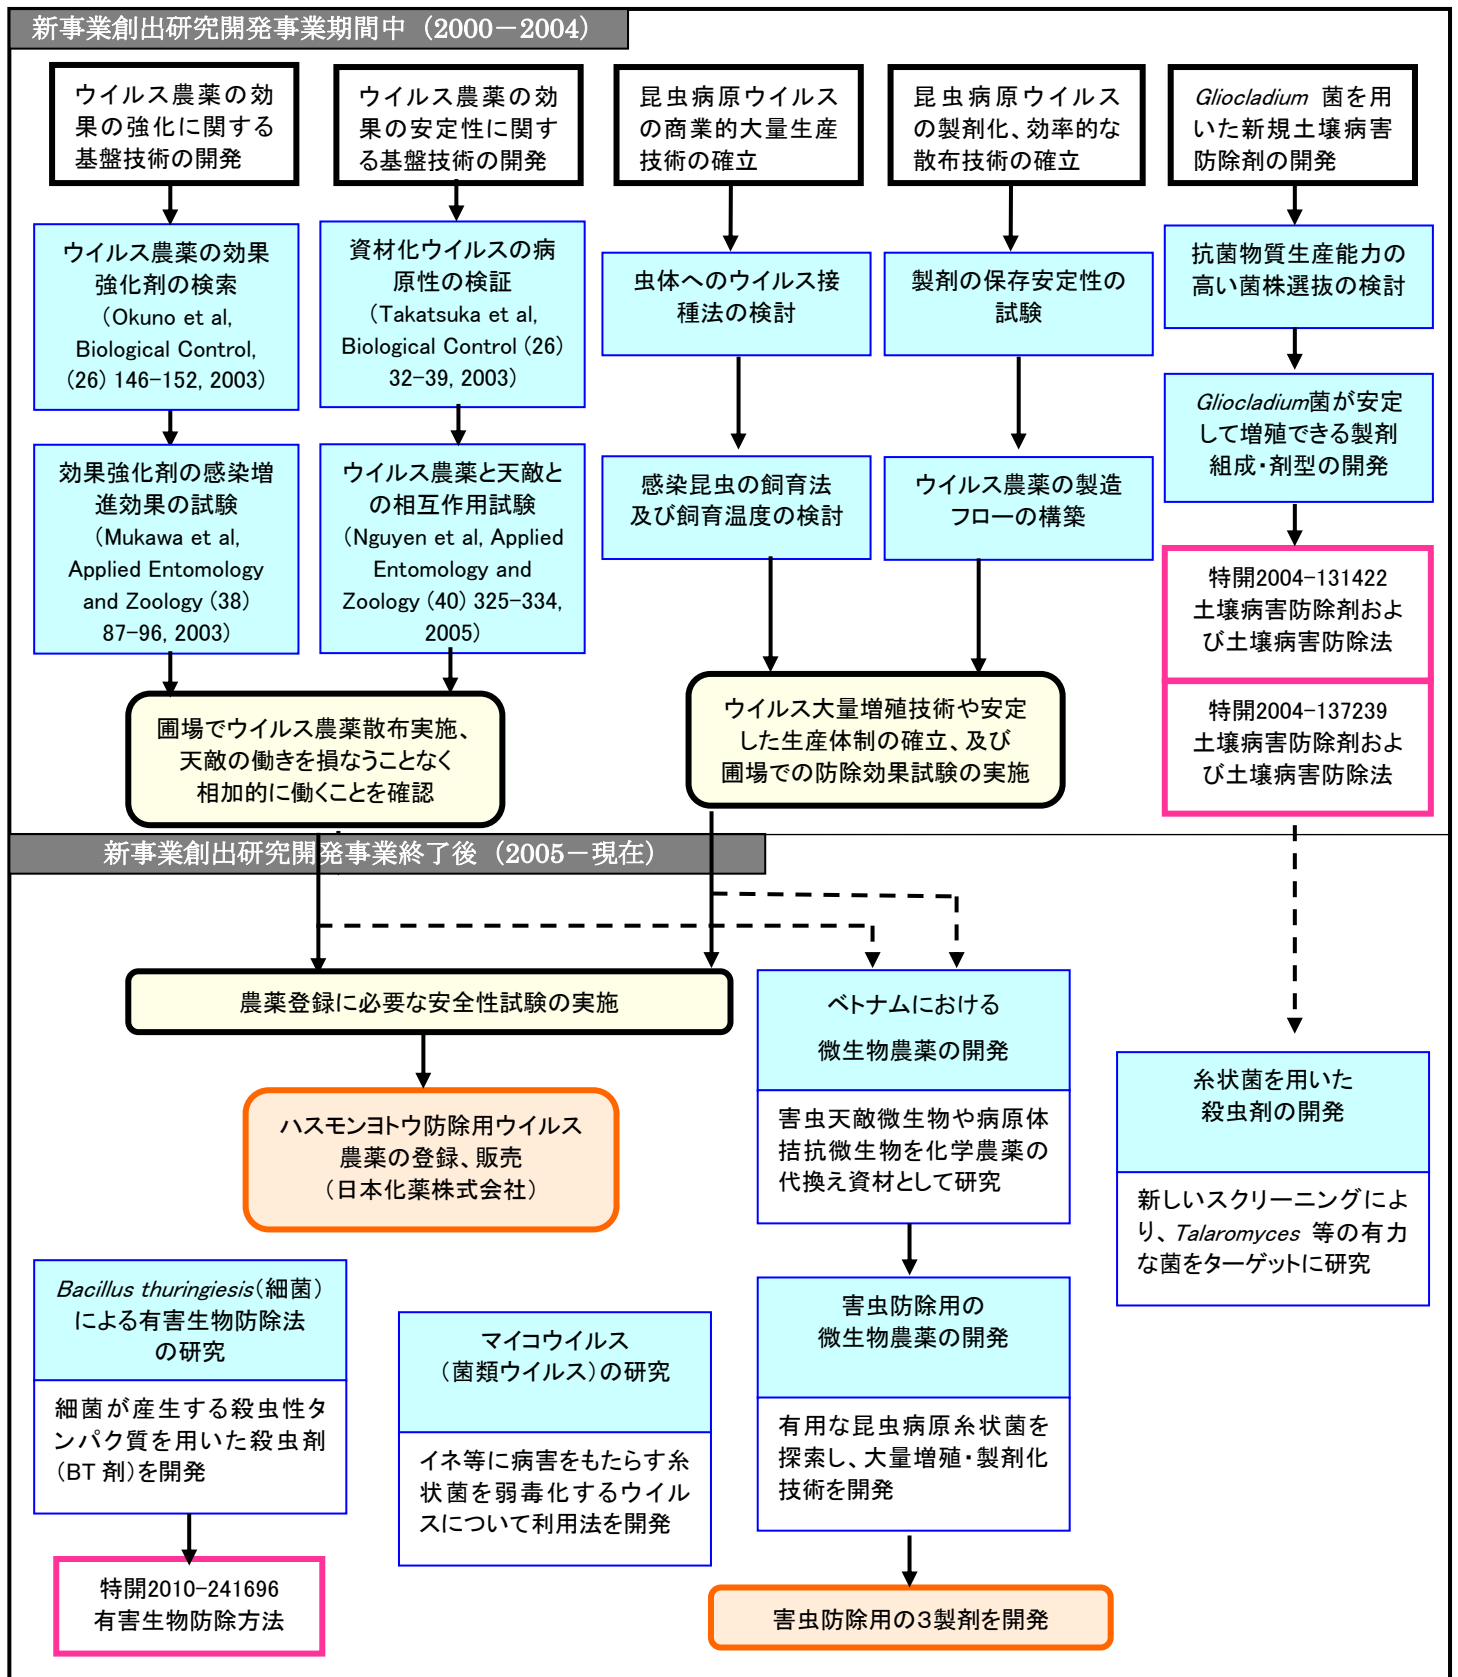 新事業創出研究開発事業期間中（2000－2004）
ウイルス農薬の効
果の強化に関する
基盤技術の開発
ウイルス農薬の効
果の安定性に関す
る基盤技術の開発
昆虫病原ウイルス
の商業的大量生産
技術の確立
昆虫病原ウイルス
の製剤化、効率的な
散布技術の確立
Gliocladium 菌を用
いた新規土壌病害
防除剤の開発
ウイルス農薬の効果
強化剤の検索
（Okuno et al,
Biological Control,
(26) 146-152, 2003）
資材化ウイルスの病
原性の検証
（Takatsuka et al,
Biological Control (26)
32-39, 2003）
虫体へのウイルス接
種法の検討
製剤の保存安定性の
試験
抗菌物質生産能力の
高い菌株選抜の検討
効果強化剤の感染増
進効果の試験
（Mukawa et al,
Applied Entomology
and Zoology (38)
87-96, 2003）
ウイルス農薬と天敵と
の相互作用試験
（Nguyen et al, Applied
Entomology and
Zoology (40) 325-334,
2005）
感染昆虫の飼育法
及び飼育温度の検討
ウイルス農薬の製造
フローの構築
Gliocladium菌が安定
して増殖できる製剤
組成・剤型の開発
特開2004-131422
土壌病害防除剤およ
び土壌病害防除法
特開2004-137239
土壌病害防除剤およ
び土壌病害防除法
圃場でウイルス農薬散布実施、
天敵の働きを損なうことなく
相加的に働くことを確認
ウイルス大量増殖技術や安定
した生産体制の確立、及び
圃場での防除効果試験の実施
新事業創出研究開発事業終了後（2005－現在）
農薬登録に必要な安全性試験の実施
ハスモンヨトウ防除用ウイルス
農薬の登録、販売
（日本化薬株式会社）
ベトナムにおける
微生物農薬の開発
害虫天敵微生物や病原体
拮抗微生物を化学農薬の
代換え資材として研究
糸状菌を用いた
殺虫剤の開発
新しいスクリーニングによ
り、Talaromyces 等の有力
な菌をターゲットに研究
Bacillus thuringiesis（細菌）
による有害生物防除法
の研究
細菌が産生する殺虫性タ
ンパク質を用いた殺虫剤
（BT 剤）を開発
特開2010-241696
有害生物防除方法
マイコウイルス
（菌類ウイルス）の研究
イネ等に病害をもたらす糸
状菌を弱毒化するウイル
スについて利用法を開発
害虫防除用の
微生物農薬の開発
有用な昆虫病原糸状菌を
探索し、大量増殖・製剤化
技術を開発
害虫防除用の3製剤を開発